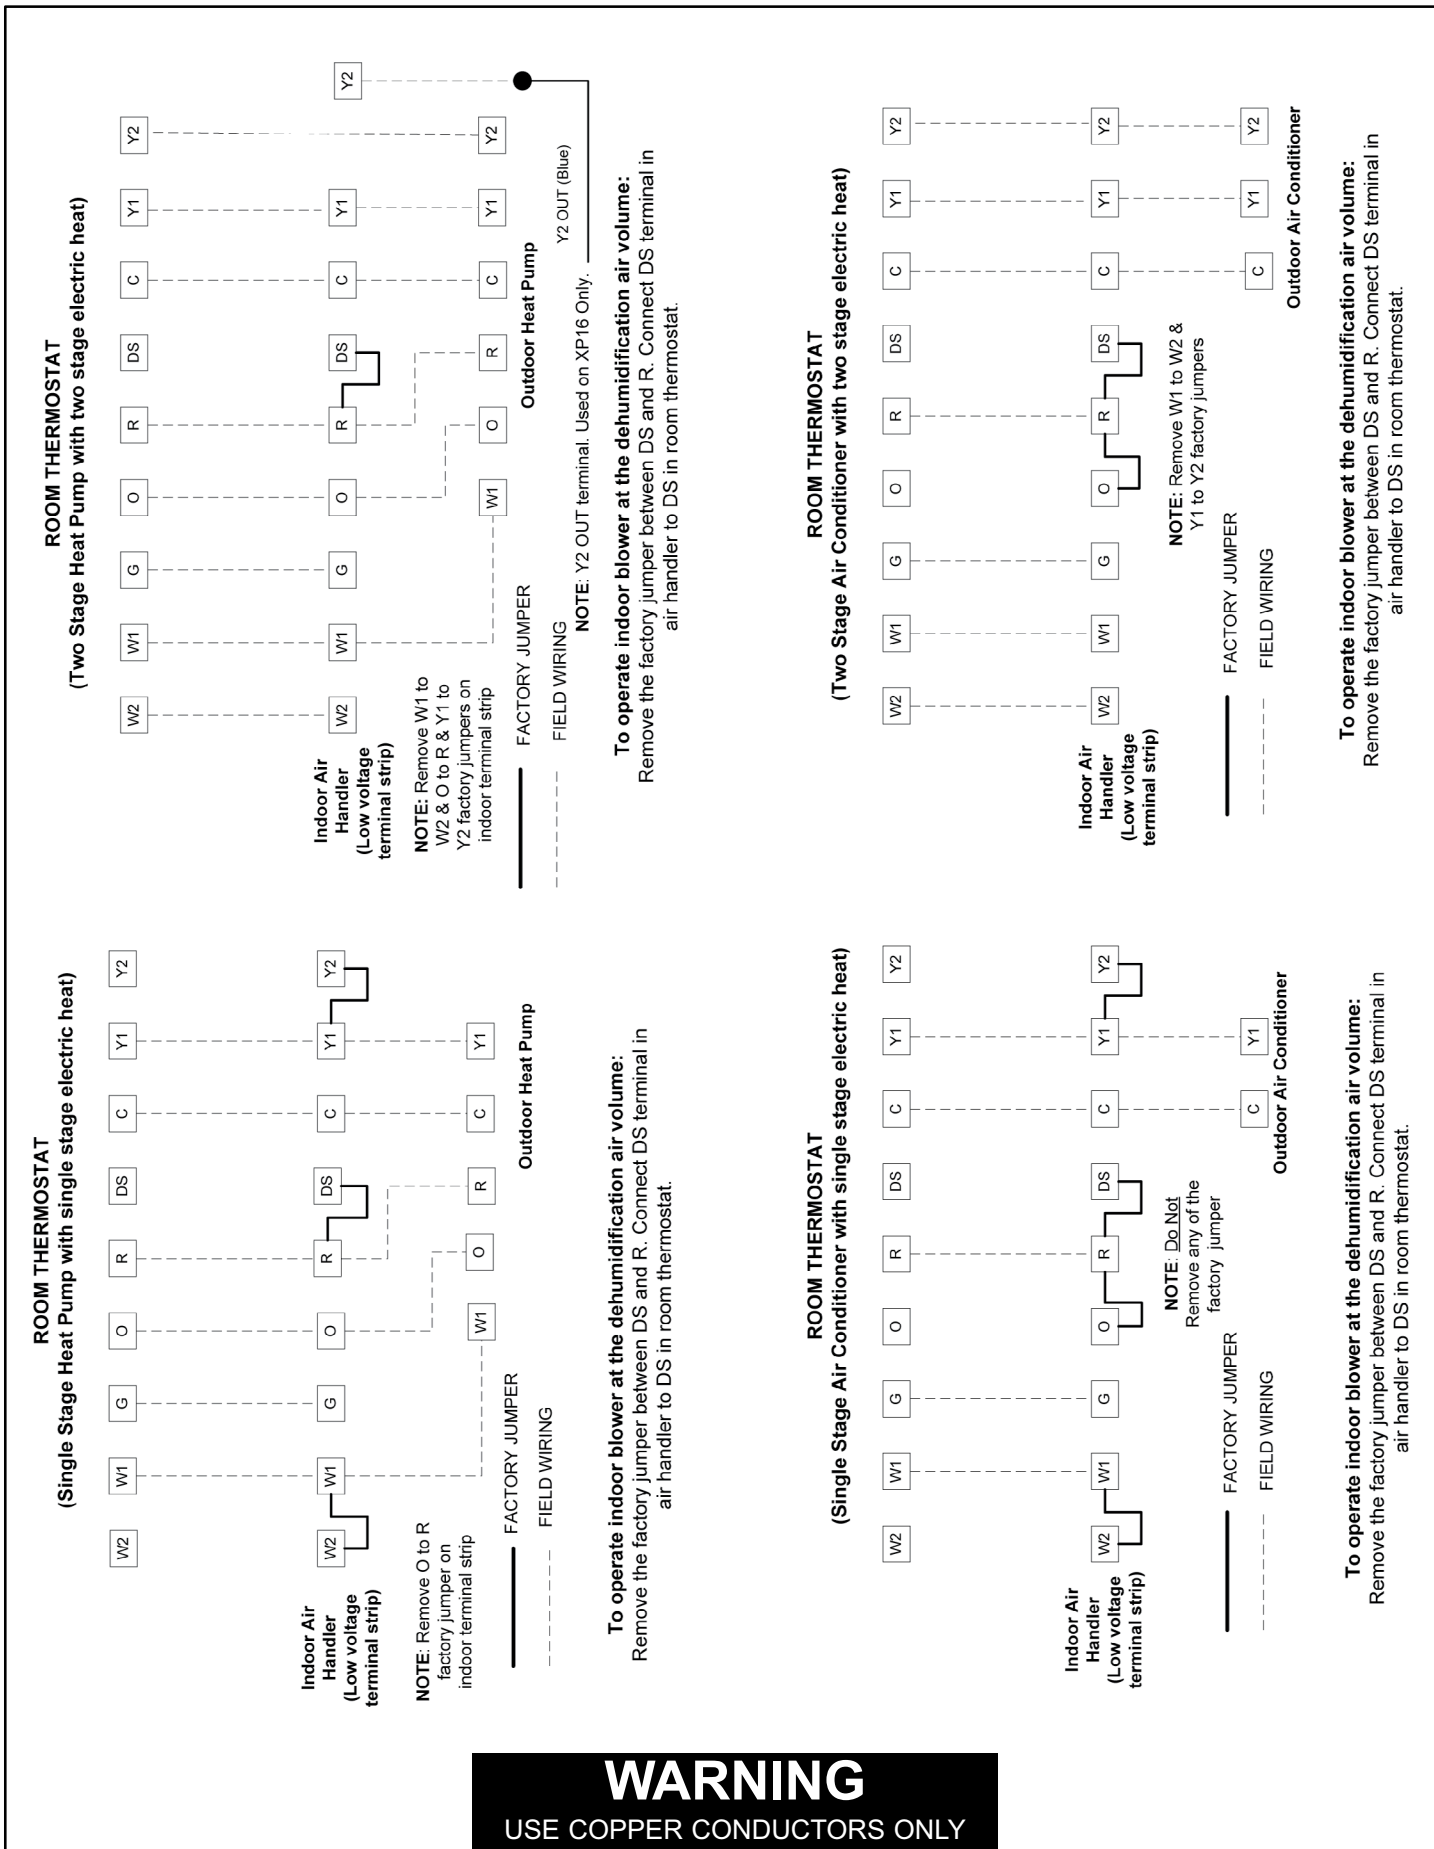 ROOM THERMOSTAT
(Single Stage Heat Pump with single stage electric heat)
W2 W1 G O R DS C Y1 Y2
Indoor Air
Handler
(Low voltage
terminal strip)
W2 W1 G O R DS C Y1 Y2
NOTE: Remove O to R
factory jumper on
indoor terminal strip
W1 O R C Y1
Outdoor Heat Pump
FACTORY JUMPER
FIELD WIRING
To operate indoor blower at the dehumidification air volume:
Remove the factory jumper between DS and R. Connect DS terminal in
air handler to DS in room thermostat.
ROOM THERMOSTAT
(Two Stage Heat Pump with two stage electric heat)
W2 W1 G O R DS C Y1 Y2
Indoor Air
Handler
(Low voltage
terminal strip)
W2 W1 G O R DS C Y1 Y2
NOTE: Remove W1 to
W2 & O to R & Y1 to
Y2 factory jumpers on
indoor terminal strip
W1 O R C Y1 Y2
Outdoor Heat Pump
FACTORY JUMPER
FIELD WIRING
Y2 OUT (Blue)
NOTE: Y2 OUT terminal. Used on XP16 Only.
To operate indoor blower at the dehumidification air volume:
Remove the factory jumper between DS and R. Connect DS terminal in
air handler to DS in room thermostat.
ROOM THERMOSTAT
(Single Stage Air Conditioner with single stage electric heat)
W2 W1 G O R DS C Y1 Y2
Indoor Air
Handler
(Low voltage
terminal strip)
W2 W1 G O R DS C Y1 Y2
NOTE: Do Not
Remove any of the
factory jumper
C Y1
Outdoor Air Conditioner
FACTORY JUMPER
FIELD WIRING
To operate indoor blower at the dehumidification air volume:
Remove the factory jumper between DS and R. Connect DS terminal in
air handler to DS in room thermostat.
ROOM THERMOSTAT
(Two Stage Air Conditioner with two stage electric heat)
W2 W1 G O R DS C Y1 Y2
Indoor Air
Handler
(Low voltage
terminal strip)
W2 W1 G O R DS C Y1 Y2
NOTE: Remove W1 to W2 &
Y1 to Y2 factory jumpers
C Y1 Y2
Outdoor Air Conditioner
FACTORY JUMPER
FIELD WIRING
To operate indoor blower at the dehumidification air volume:
Remove the factory jumper between DS and R. Connect DS terminal in
air handler to DS in room thermostat.
WARNING
USE COPPER CONDUCTORS ONLY